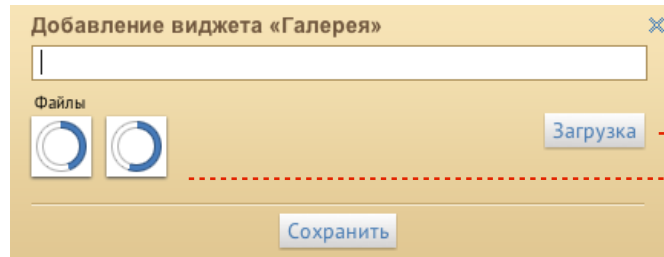 Добавление виджета «Галерея»
Файлы
Загрузка
Сохранить